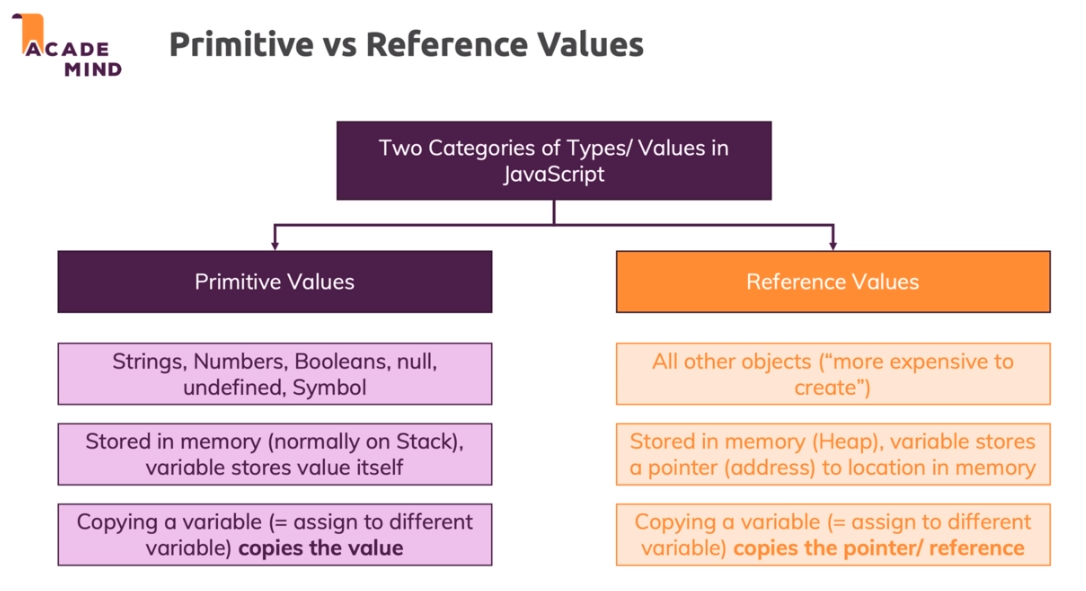 ACADE
MIND
Primitive vs Reference Values
Two Categories of Types/ Values in
JavaScript
Primitive Values
Strings, Numbers, Booleans, null,
undefined, Symbol
Stored in memory (normally on Stack),
variable stores value itself
Copying a variable (= assign to different
variable) copies the value
Reference Values
All other objects (“more expensive to
create”)
Stored in memory (Heap), variable stores
a pointer (address) to location in memory
Copying a variable (= assign to different
variable) copies the pointer/ reference